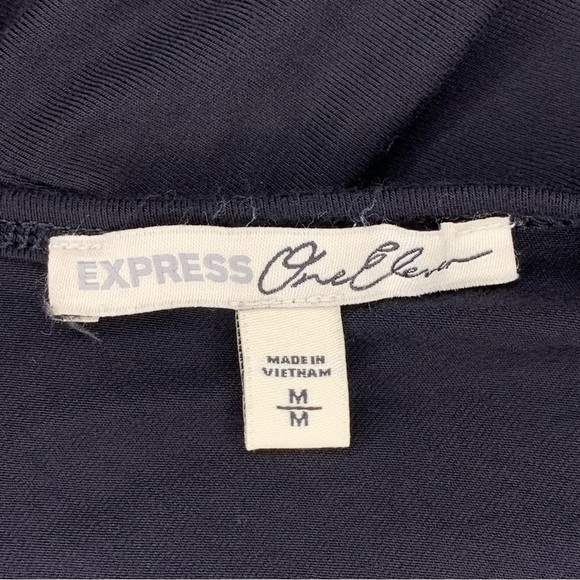 EXPRESS One Eleven
MADE IN
VIETNAM
M
M